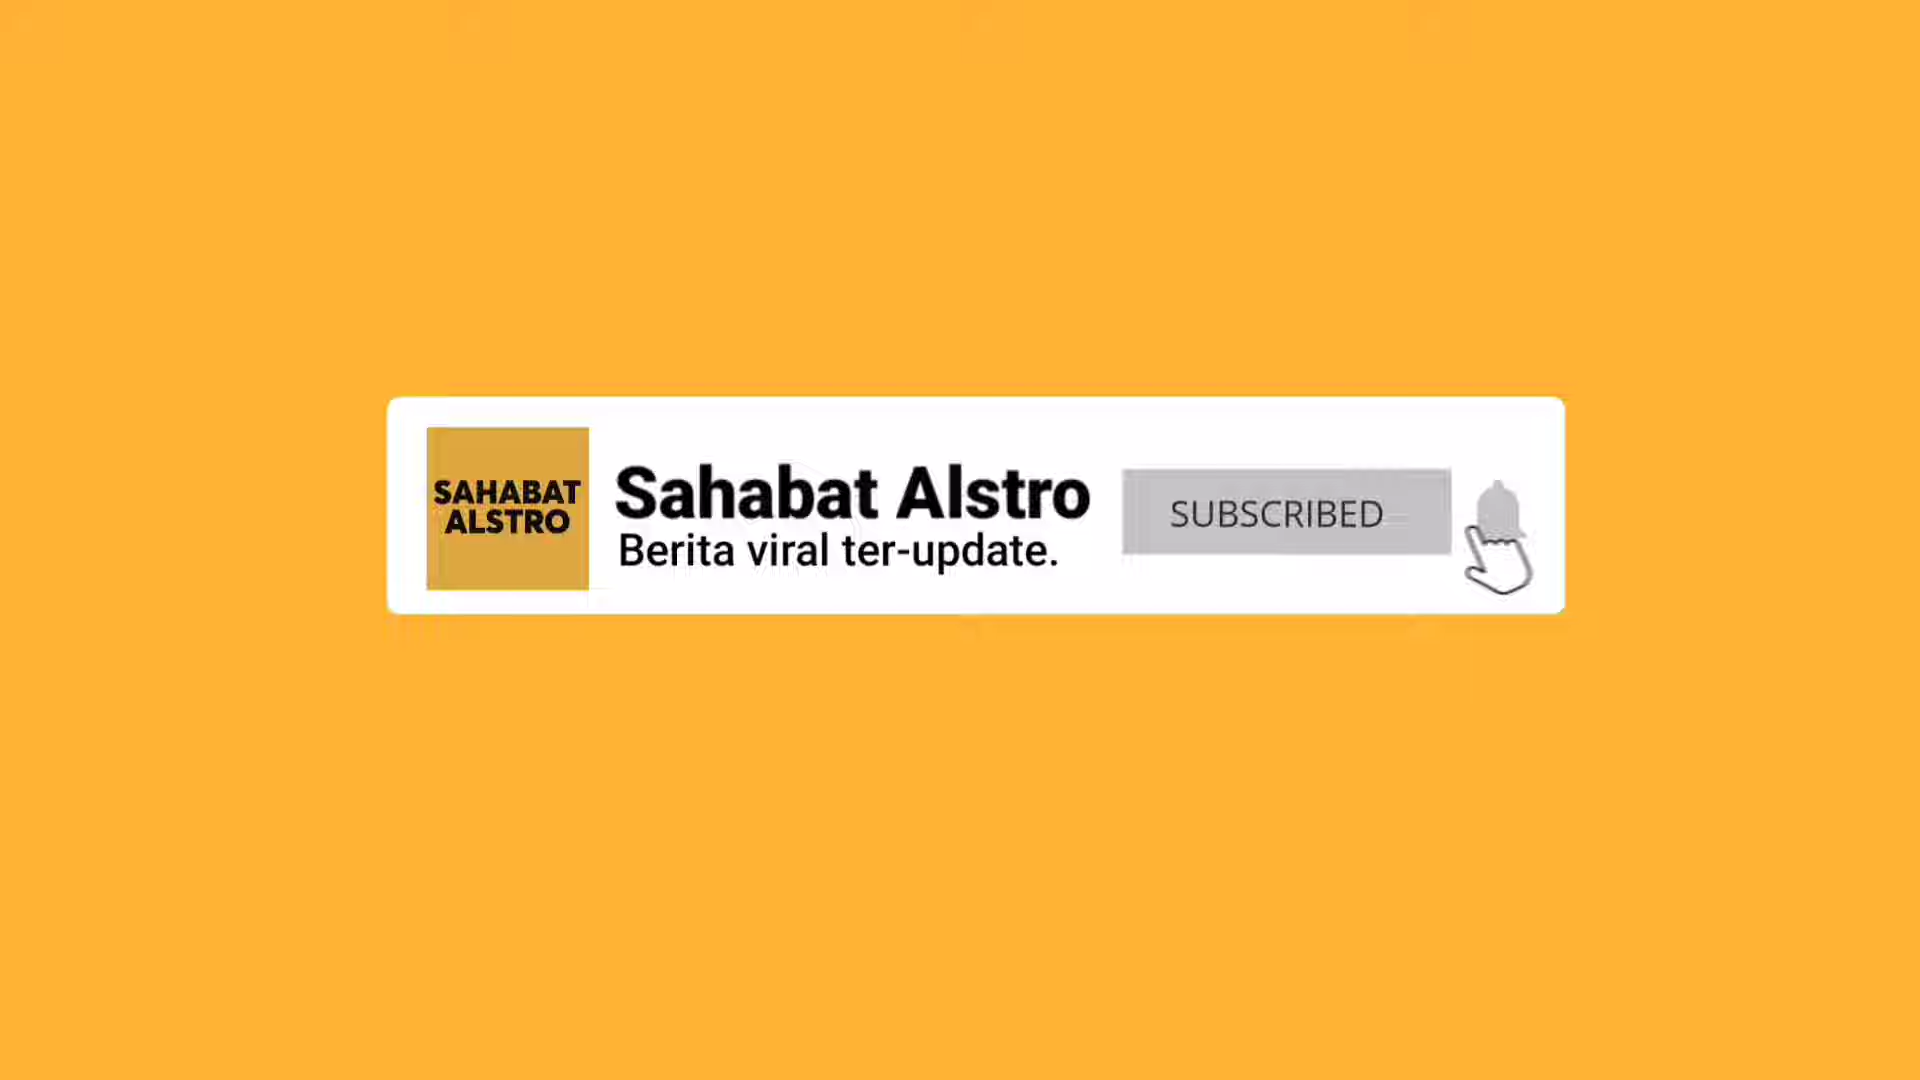 SAHABAT
ALSTRO
Sahabat Alstro
Berita viral ter-update.
SUBSCRIBED